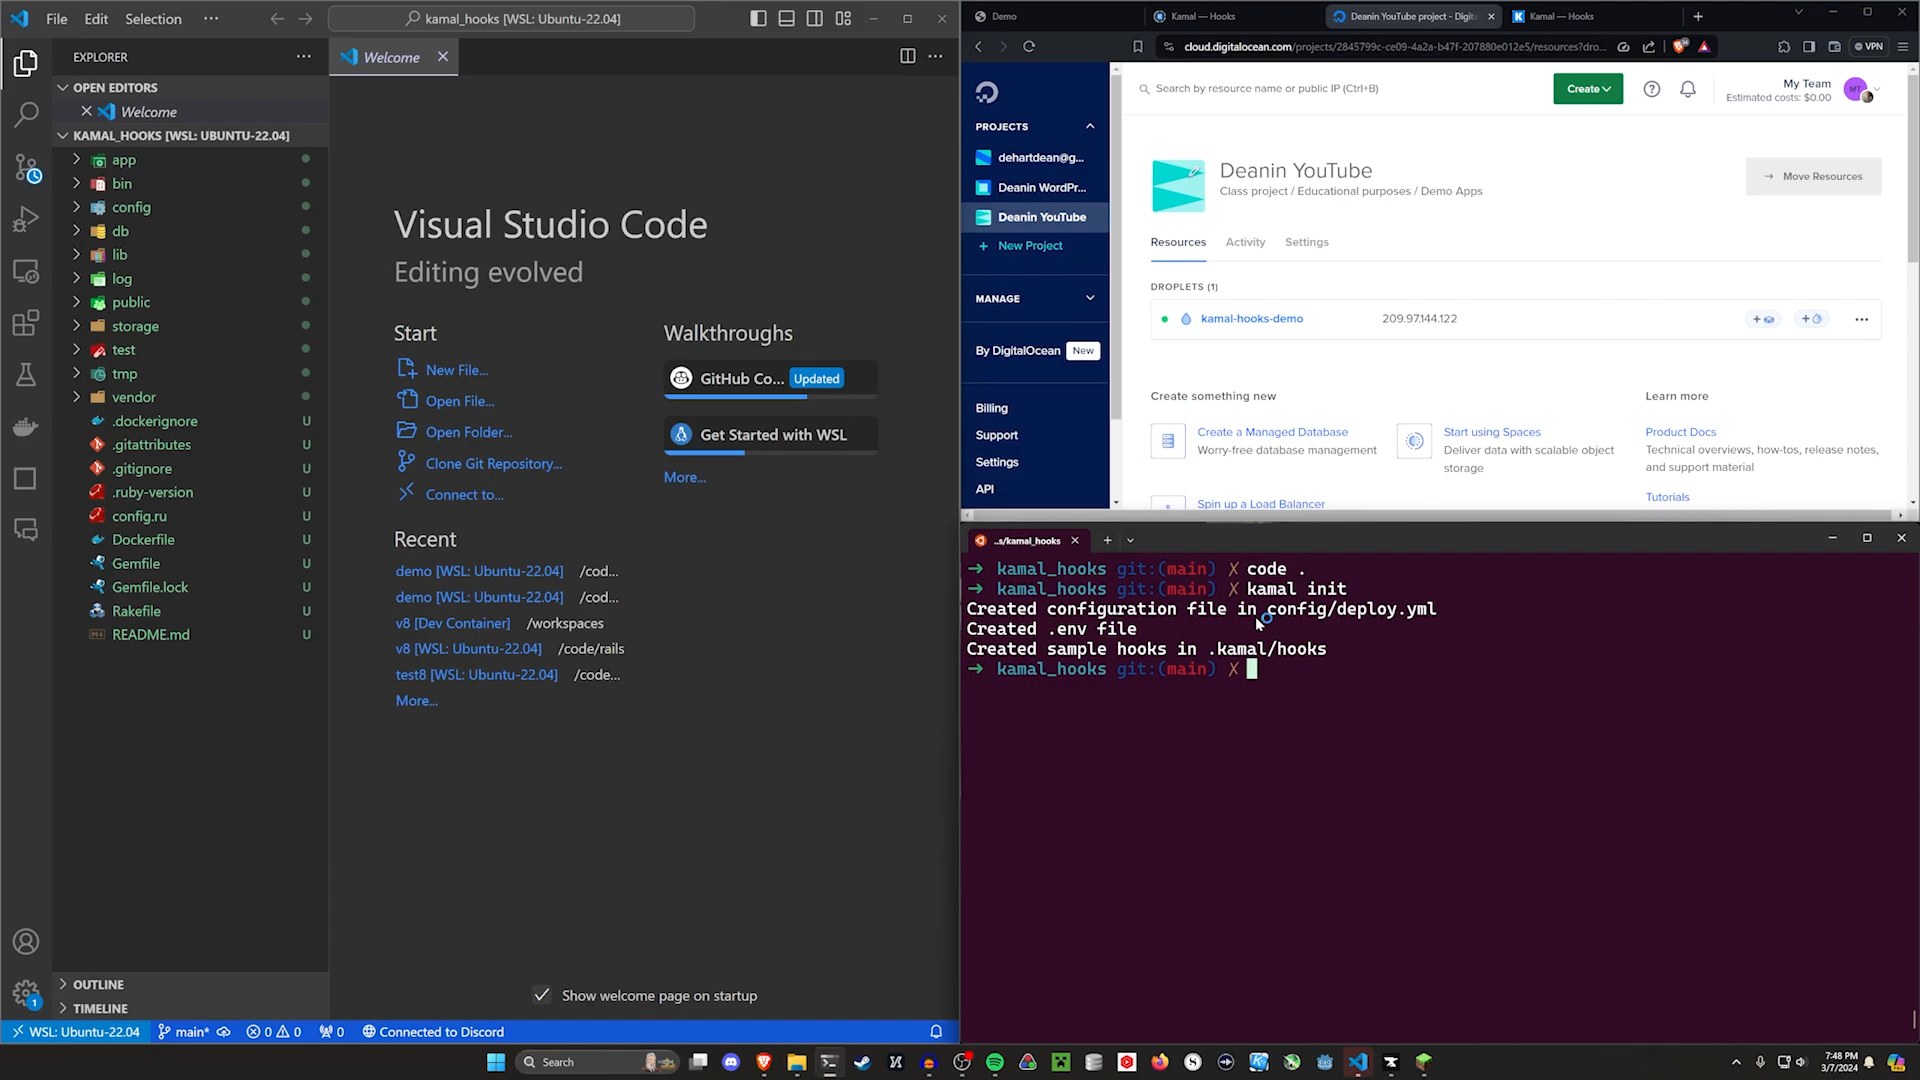 File Edit Selection ··· kamal_hooks [WSL: Ubuntu-22.04]
EXPLORER
Welcome
OPEN EDITORS
Welcome
KAMAL_HOOKS [WSL: UBUNTU-22.04]
app
bin
config
db
lib
log
public
storage
test
tmp
vendor
.dockerignore U
.gitattributes U
.gitignore U
.ruby-version U
config.ru U
Dockerfile U
Gemfile U
Gemfile.lock U
Rakefile U
README.md U
OUTLINE
TIMELINE
Visual Studio Code
Editing evolved
Start
New File...
Open File...
Open Folder...
Clone Git Repository...
Connect to...
Walkthroughs
GitHub Co... Updated
Get Started with WSL
More...
Recent
demo [WSL: Ubuntu-22.04] /cod...
demo [WSL: Ubuntu-22.04] /cod...
v8 [Dev Container] /workspaces
v8 [WSL: Ubuntu-22.04] /code/rails
test8 [WSL: Ubuntu-22.04] /code...
More...
Show welcome page on startup
1
WSL: Ubuntu-22.04 main* 0 0 0 Connected to Discord
Demo
Kamal — Hooks
Deanin YouTube project - Digita
Kamal — Hooks
cloud.digitalocean.com/projects/2845799c-ce09-4a2a-b47f-207880e012e5/resources?dro...
VPN
PROJECTS
dehartdean@g...
Deanin WordPr...
Deanin YouTube
+ New Project
MANAGE
By DigitalOcean New
Billing
Support
Settings
API
Search by resource name or public IP (Ctrl+B)
Create
My Team
Estimated costs: $0.00
MT
Deanin YouTube
Class project / Educational purposes / Demo Apps
→ Move Resources
Resources Activity Settings
DROPLETS (1)
kamal-hooks-demo 209.97.144.122
Create something new
Create a Managed Database
Worry-free database management
Start using Spaces
Deliver data with scalable object
storage
Spin up a Load Balancer
Learn more
Product Docs
Technical overviews, how-tos, release notes,
and support material
Tutorials
..s/kamal_hooks
→ kamal_hooks git:(main) ✗ code .
→ kamal_hooks git:(main) ✗ kamal init
Created configuration file in config/deploy.yml
Created .env file
Created sample hooks in .kamal/hooks
→ kamal_hooks git:(main) ✗
Search
7:48 PM
3/7/2024